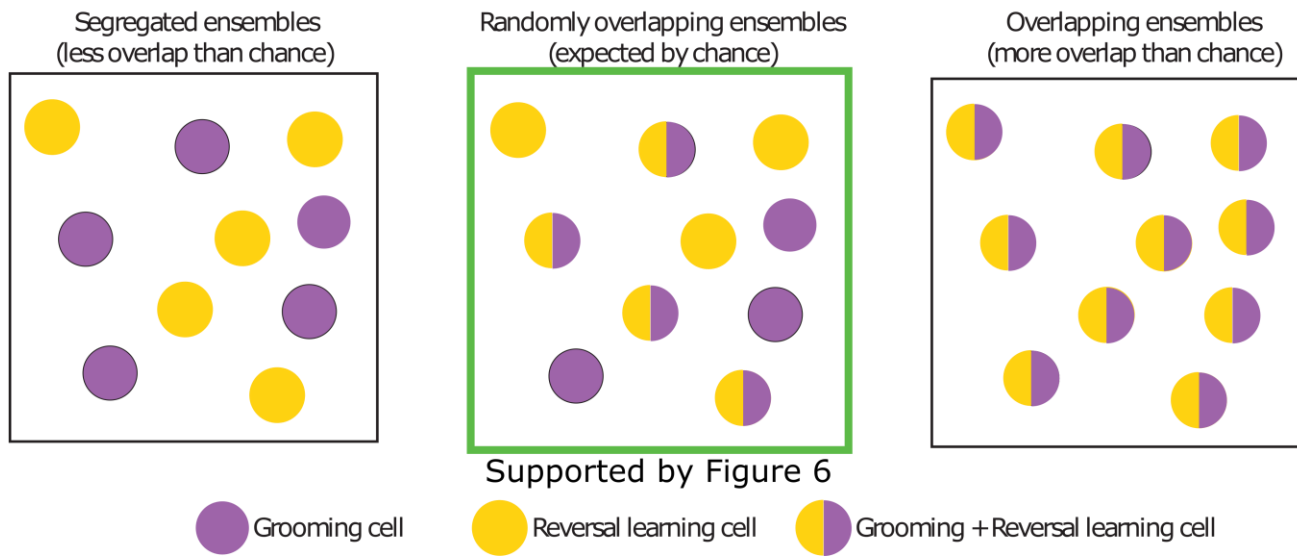 Segregated ensembles
(less overlap than chance)
Randomly overlapping ensembles
(expected by chance)
Overlapping ensembles
(more overlap than chance)
Supported by Figure 6
Grooming cell
Reversal learning cell
Grooming + Reversal learning cell